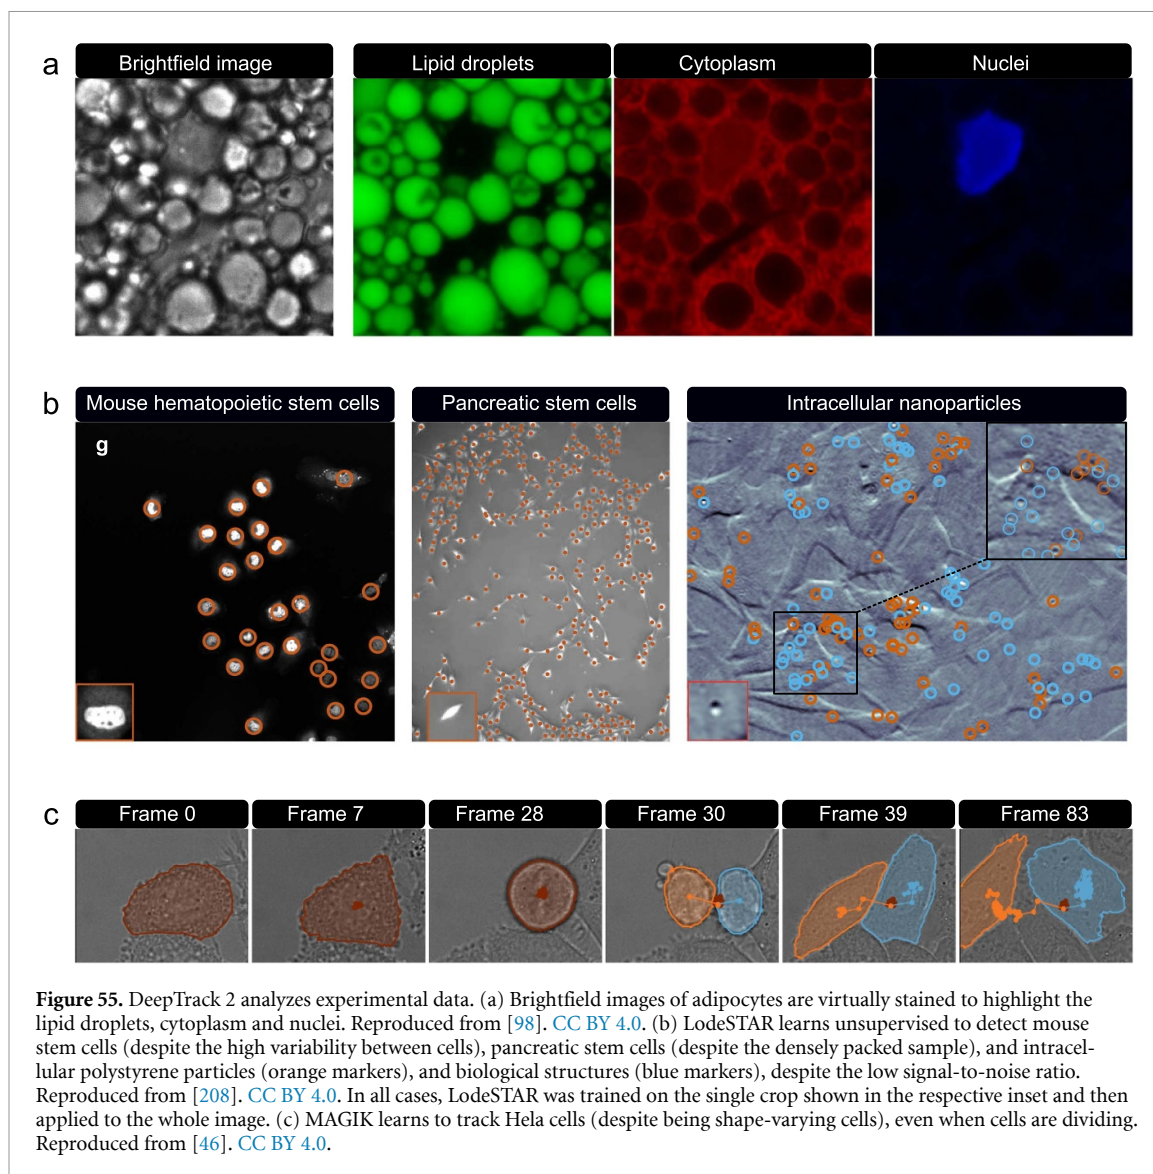 a
Brightfield image
Lipid droplets
Cytoplasm
Nuclei
b
Mouse hematopoietic stem cells
Pancreatic stem cells
Intracellular nanoparticles
g
c
Frame 0
Frame 7
Frame 28
Frame 30
Frame 39
Frame 83
Figure 55. DeepTrack 2 analyzes experimental data. (a) Brightfield images of adipocytes are virtually stained to highlight the
lipid droplets, cytoplasm and nuclei. Reproduced from [98]. CC BY 4.0. (b) LodeSTAR learns unsupervised to detect mouse
stem cells (despite the high variability between cells), pancreatic stem cells (despite the densely packed sample), and intracel-
lular polystyrene particles (orange markers), and biological structures (blue markers), despite the low signal-to-noise ratio.
Reproduced from [208]. CC BY 4.0. In all cases, LodeSTAR was trained on the single crop shown in the respective inset and then
applied to the whole image. (c) MAGIK learns to track Hela cells (despite being shape-varying cells), even when cells are dividing.
Reproduced from [46]. CC BY 4.0.